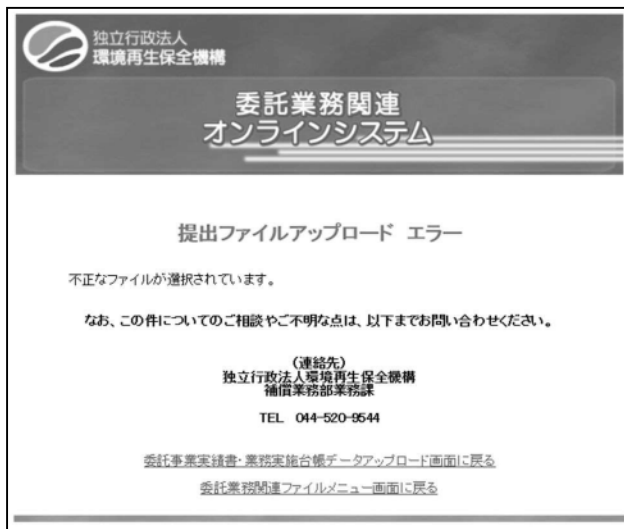 独立行政法人
環境再生保全機構
委託業務関連
オンラインシステム
提出ファイルアップロード エラー
不正なファイルが選択されています。
なお、この件についてのご相談やご不明な点は、以下までお問い合わせください。
(連絡先)
独立行政法人環境再生保全機構
補償業務部業務課
TEL 044-520-9544
委託事業実績書・業務実施台帳データアップロード画面に戻る
委託業務関連ファイルメニュー画面に戻る